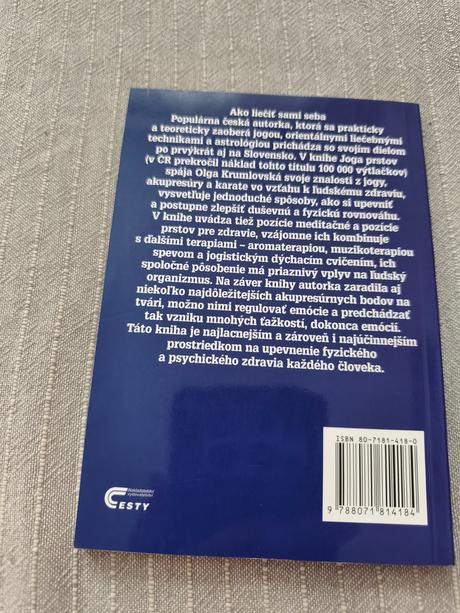 Ako liečiť sami seba
Populárna česká autorka, ktorá sa prakticky
a teoreticky zaoberá jogou, orientálnymi liečebnými
technikami a astrológiou prichádza so svojím dielom
po prvýkrát aj na Slovensko. V knihe Joga prstov
(v ČR prekročil náklad tohto titulu 100 000 výtlačkov)
spája Olga Krumlovská svoje znalosti z jogy,
akupresúry a karate vo vzťahu k ľudskému zdraviu,
vysvetľuje jednoduché spôsoby, ako si upevniť
a postupne zlepšiť duševnú a fyzickú rovnováhu.
V knihe uvádza tiež pozície meditačné a pozície
prstov pre zdravie, vzájomne ich kombinuje
s ďalšími terapiami – aromaterapiou, muzikoterapiou
spevom a jogistickým dýchacím cvičením, ich
spoločné pôsobenie má priaznivý vplyv na ľudský
organizmus. Na záver knihy autorka zaradila aj
niekoľko najdôležitejších akupresúrnych bodov na
tvári, možno nimi regulovať emócie a predchádzať
tak vzniku mnohých ťažkostí, dokonca emócií.
Táto kniha je najlacnejším a zároveň i najúčinnejším
prostriedkom na upevnenie fyzického
a psychického zdravia každého človeka.
ISBN 80-7181-418-0
9 788071 814184
Nakladatelství
vydavateľstvo
CESTY